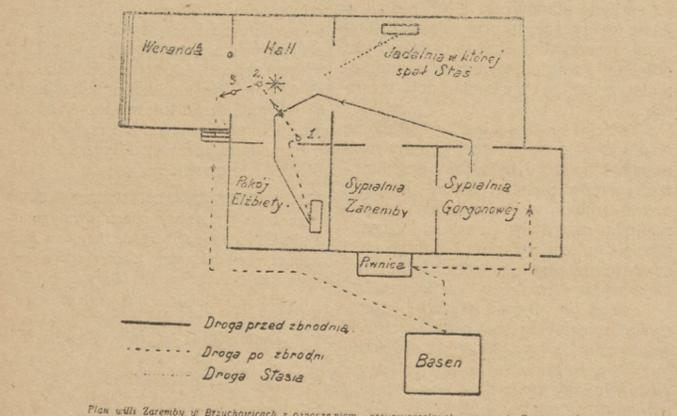 Weranda
Hall
Jadalnia w której
spał Staś
3.
2.
1.
Pokój
Elżbiety.
Sypialnia
Zaremby
Sypialnia
Gorgonowej
Piwnica
Basen
Droga przed zbrodnią.
Droga po zbrodni
Droga Stasia
Plan willi Zaremby w Brzuchowicach z